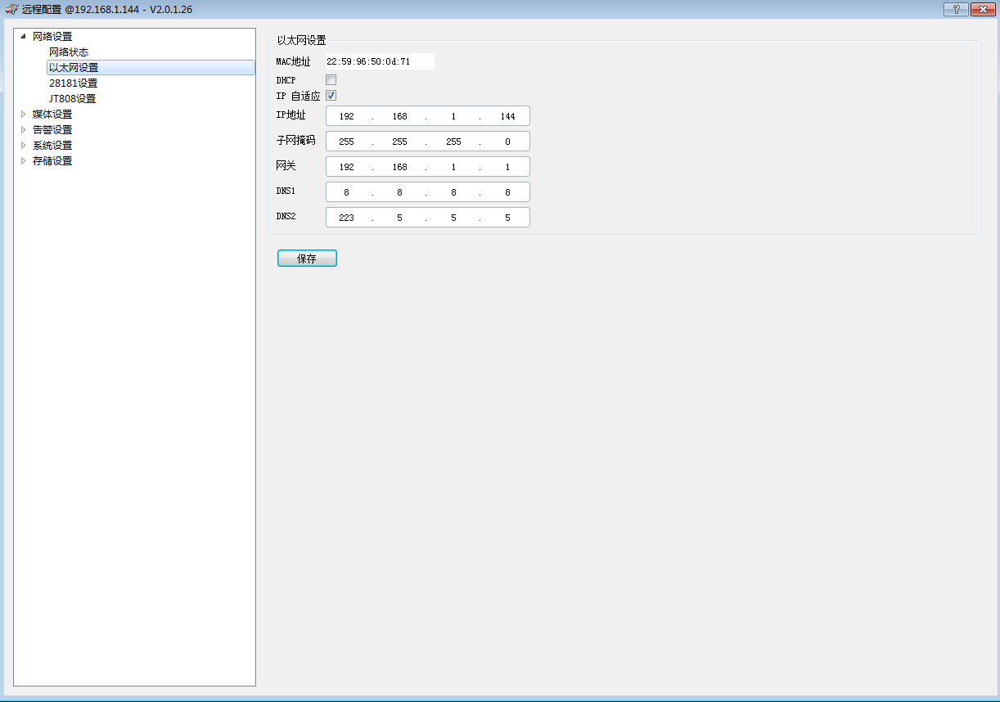 远程配置 @192.168.1.144 - V2.0.1.26
?
网络设置
网络状态
以太网设置
28181设置
JT808设置
媒体设置
告警设置
系统设置
存储设置
以太网设置
MAC地址 22:59:96:50:0d:71
DHCP
IP 自适应
IP地址 192 . 168 . 1 . 144
子网掩码 255 . 255 . 255 . 0
网关 192 . 168 . 1 . 1
DNS1 8 . 8 . 8 . 8
DNS2 223 . 5 . 5 . 5
保存